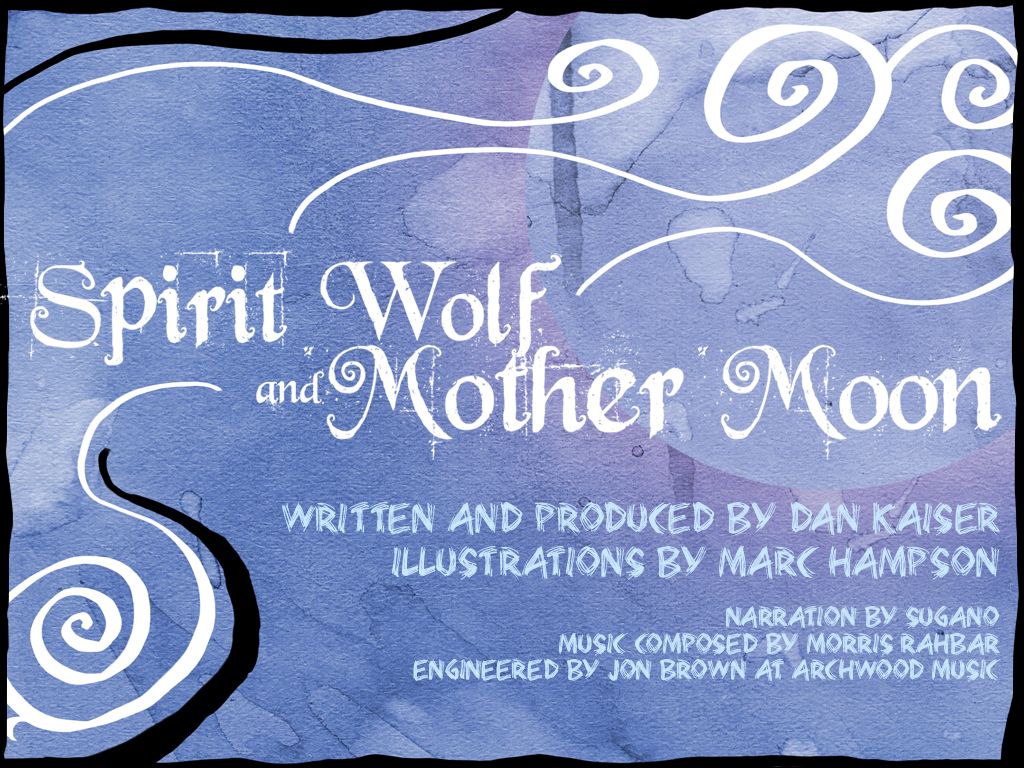 Spirit Wolf
and "Mother" Moon
WRITTEN AND PRODUCED BY DAN KAISER
ILLUSTRATIONS BY MARC HAMPSON
NARRATION BY SUGANO
MUSIC COMPOSED BY MORRIS RAHBAR
ENGINEERED BY JON BROWN AT ARCHWOOD MUSIC